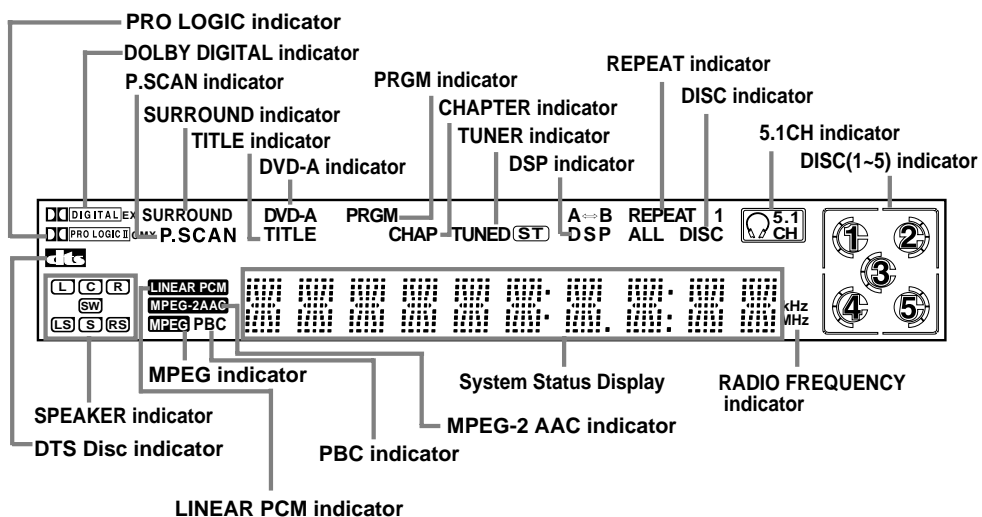 PRO LOGIC indicator
DOLBY DIGITAL indicator
P.SCAN indicator
SURROUND indicator
TITLE indicator
DVD-A indicator
PRGM indicator
CHAPTER indicator
TUNER indicator
DSP indicator
REPEAT indicator
DISC indicator
5.1CH indicator
DISC(1~5) indicator
DIGITAL EX SURROUND DVD-A PRGM A⇔B REPEAT 1 5.1
PRO LOGIC II P.SCAN TITLE CHAP TUNED ST DSP ALL DISC CH
dts
1 2
3
4 5
L C R
SW
LS S RS
LINEAR PCM
MPEG-2AAC
MPEG PBC
kHz
MHz
MPEG indicator
System Status Display
RADIO FREQUENCY
indicator
SPEAKER indicator
MPEG-2 AAC indicator
DTS Disc indicator
PBC indicator
LINEAR PCM indicator